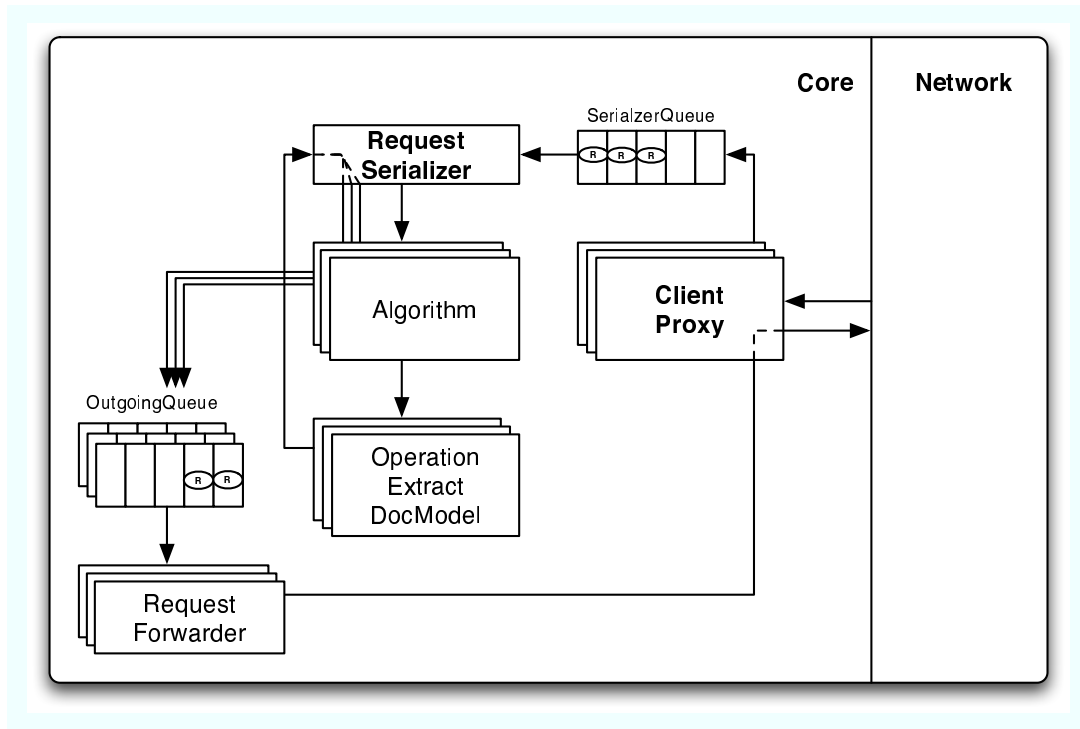 Core
Network
SerialzerQueue
Request
Serializer
R R R
Algorithm
Client
Proxy
OutgoingQueue
R R
Operation
Extract
DocModel
Request
Forwarder